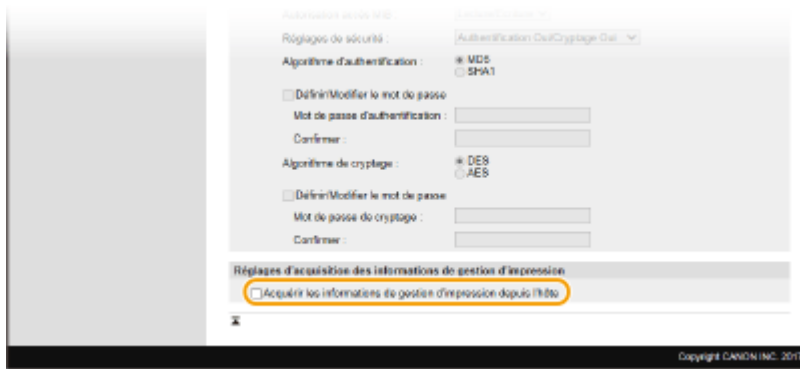 Réglages de sécurité :
Authentification Oui/Cryptage Oui
Algorithme d'authentification :
MD5
SHA1
Définir/Modifier le mot de passe
Mot de passe d'authentification :
Confirmer :
Algorithme de cryptage :
DES
AES
Définir/Modifier le mot de passe
Mot de passe de cryptage :
Confirmer :
Réglages d'acquisition des informations de gestion d'impression
Acquérir les informations de gestion d'impression depuis l'hôte
Copyright CANON INC. 2017